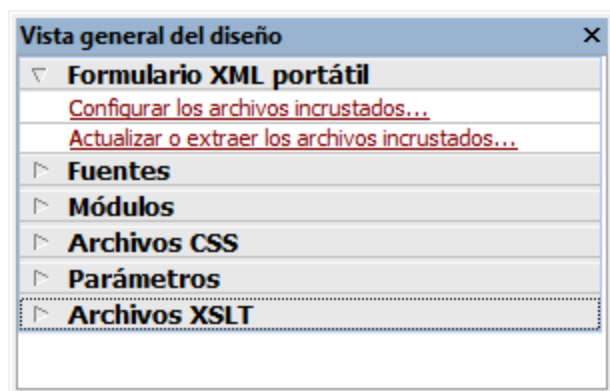 Vista general del diseño
Formulario XML portátil
Configurar los archivos incrustados...
Actualizar o extraer los archivos incrustados...
Fuentes
Módulos
Archivos CSS
Parámetros
Archivos XSLT